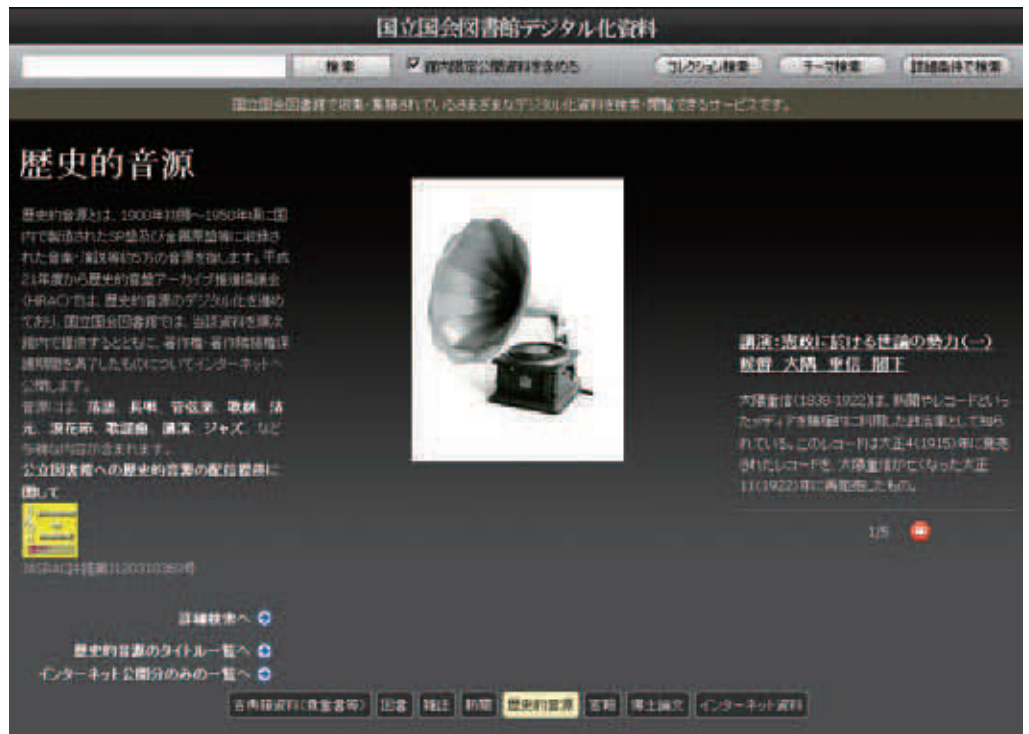 国立国会図書館デジタル化資料
検索
館内限定公開資料を含める
コレクション検索
テーマ検索
詳細条件で検索
国立国会図書館で収集・蓄積されているさまざまなデジタル化資料を検索・閲覧できるサービスです。
歴史的音源
歴史的音源とは、1900年初頭~1950年頃に国
内で製造されたSP盤及び金属原盤等に収録さ
れた音楽・演説等約5万の音源を指します。平成
21年度から歴史的音盤アーカイブ推進協議会
(HiRAC)では、歴史的音源のデジタル化を進め
ており、国立国会図書館では、当該資料を順次
館内で提供するとともに、著作権・著作隣接権保
護期間を満了したものについてインターネットへ
公開します。
音源には、落語、長唄、管弦楽、歌劇、清
元、浪花節、歌謡曲、講演、ジャズ、など
多様な内容が含まれます。
公立図書館への歴史的音源の配信提供に
関して
詳細検索へ
歴史的音源のタイトル一覧へ
インターネット公開分のみの一覧へ
講演:憲政に於ける世論の勢力(一)
候爵 大隈 重信 閣下
大隈重信(1838-1922)は、新聞やレコードといっ
たメディアを積極的に利用した政治家として知ら
れている。このレコードは大正4(1915)年に発売
されたレコードを、大隈重信が亡くなった大正
11(1922)年に再発売したもの。
1/5
古典籍資料(貴重書等)
図書
雑誌
新聞
歴史的音源
官報
博士論文
インターネット資料